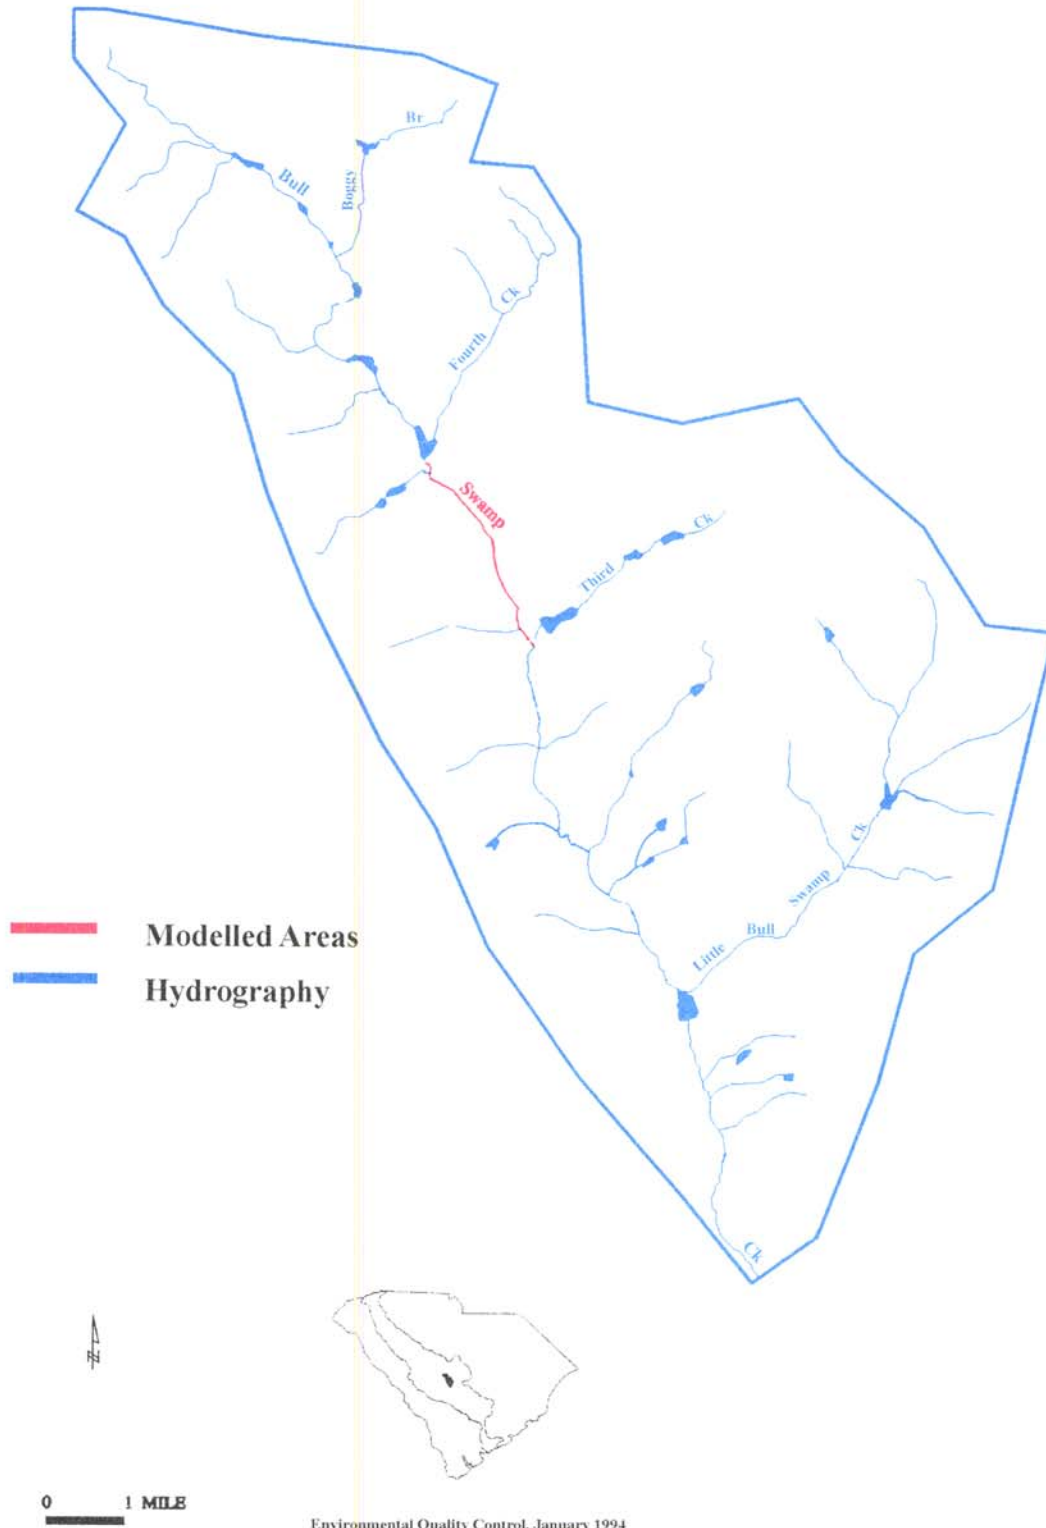 Br
Boggy
Bull
Ck
Fourth
Swamp
Ck
Third
Ck
Swamp
Bull
Little
Modelled Areas
Hydrography
Ck
N
0 1 MILE
Environmental Quality Control, January 1994